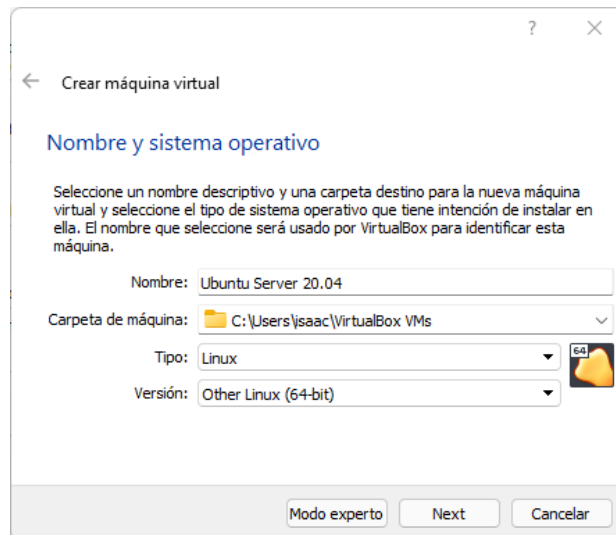 ?
Crear máquina virtual
Nombre y sistema operativo
Seleccione un nombre descriptivo y una carpeta destino para la nueva máquina
virtual y seleccione el tipo de sistema operativo que tiene intención de instalar en
ella. El nombre que seleccione será usado por VirtualBox para identificar esta
máquina.
Nombre: Ubuntu Server 20.04
Carpeta de máquina: C:\Users\isaac\VirtualBox VMs
Tipo: Linux
64
Versión: Other Linux (64-bit)
Modo experto Next Cancelar